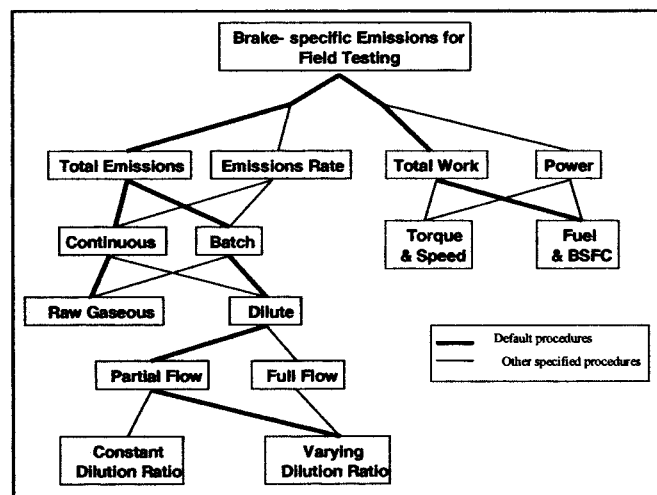 Brake- specific Emissions for
Field Testing
Total Emissions
Emissions Rate
Total Work
Power
Continuous
Batch
Torque
& Speed
Fuel
& BSFC
Raw Gaseous
Dilute
Default procedures
Other specified procedures
Partial Flow
Full Flow
Constant
Dilution Ratio
Varying
Dilution Ratio